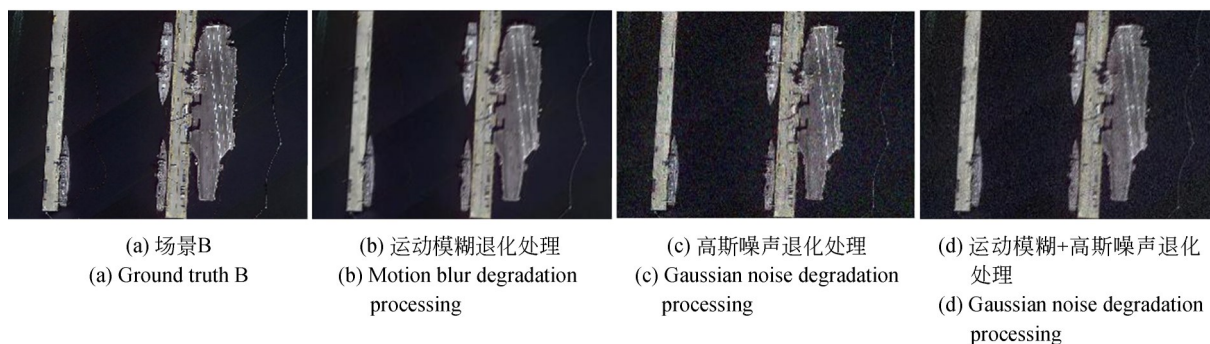 (a) 场景B
(a) Ground truth B
(b) 运动模糊退化处理
(b) Motion blur degradation
processing
(c) 高斯噪声退化处理
(c) Gaussian noise degradation
processing
(d) 运动模糊+高斯噪声退化
处理
(d) Gaussian noise degradation
processing